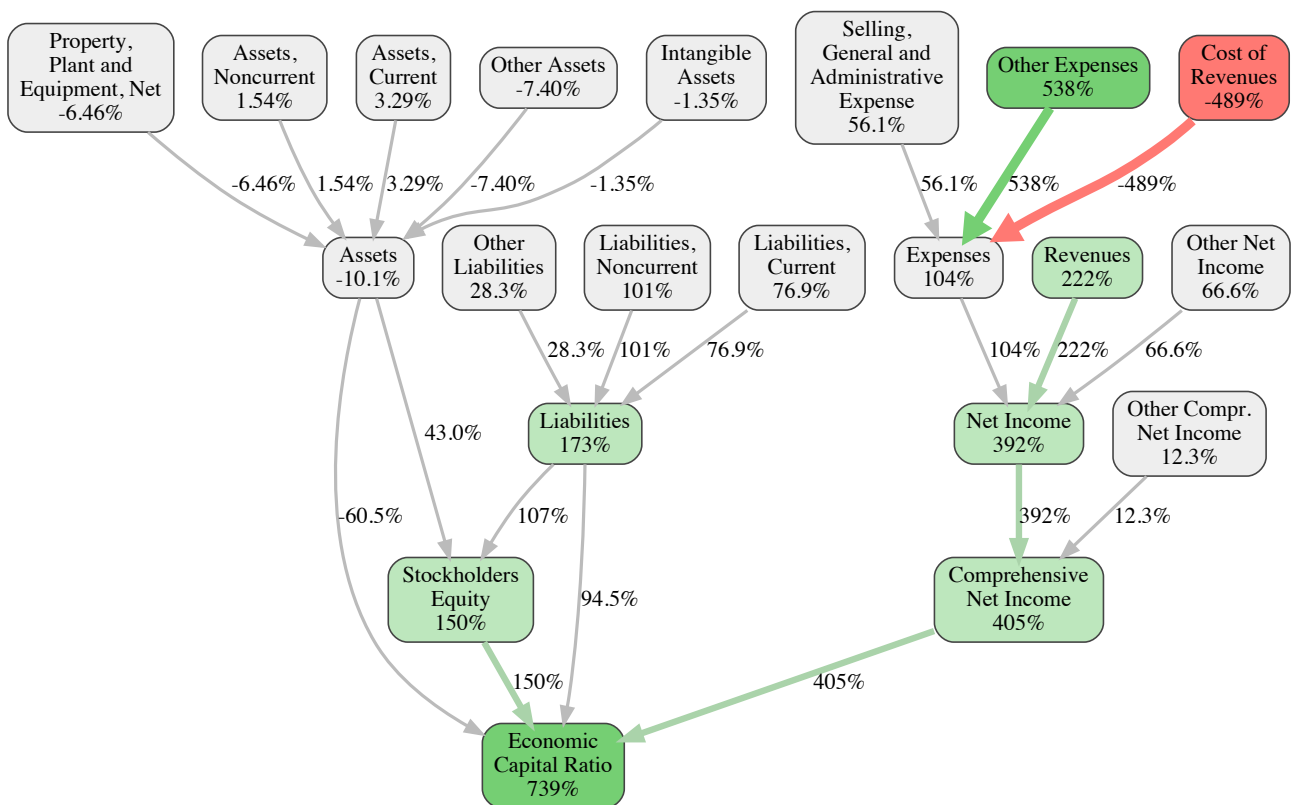 Property,
Plant and
Equipment, Net
-6.46%
Assets,
Noncurrent
1.54%
Assets,
Current
3.29%
Other Assets
-7.40%
Intangible
Assets
-1.35%
Selling,
General and
Administrative
Expense
56.1%
Other Expenses
538%
Cost of
Revenues
-489%
-6.46%
1.54%
3.29%
-7.40%
-1.35%
56.1%
538%
-489%
Assets
-10.1%
Other
Liabilities
28.3%
Liabilities,
Noncurrent
101%
Liabilities,
Current
76.9%
Expenses
104%
Revenues
222%
Other Net
Income
66.6%
28.3%
101%
76.9%
104%
222%
66.6%
43.0%
Liabilities
173%
Net Income
392%
Other Compr.
Net Income
12.3%
-60.5%
107%
392%
12.3%
Stockholders
Equity
150%
94.5%
Comprehensive
Net Income
405%
150%
405%
Economic
Capital Ratio
739%